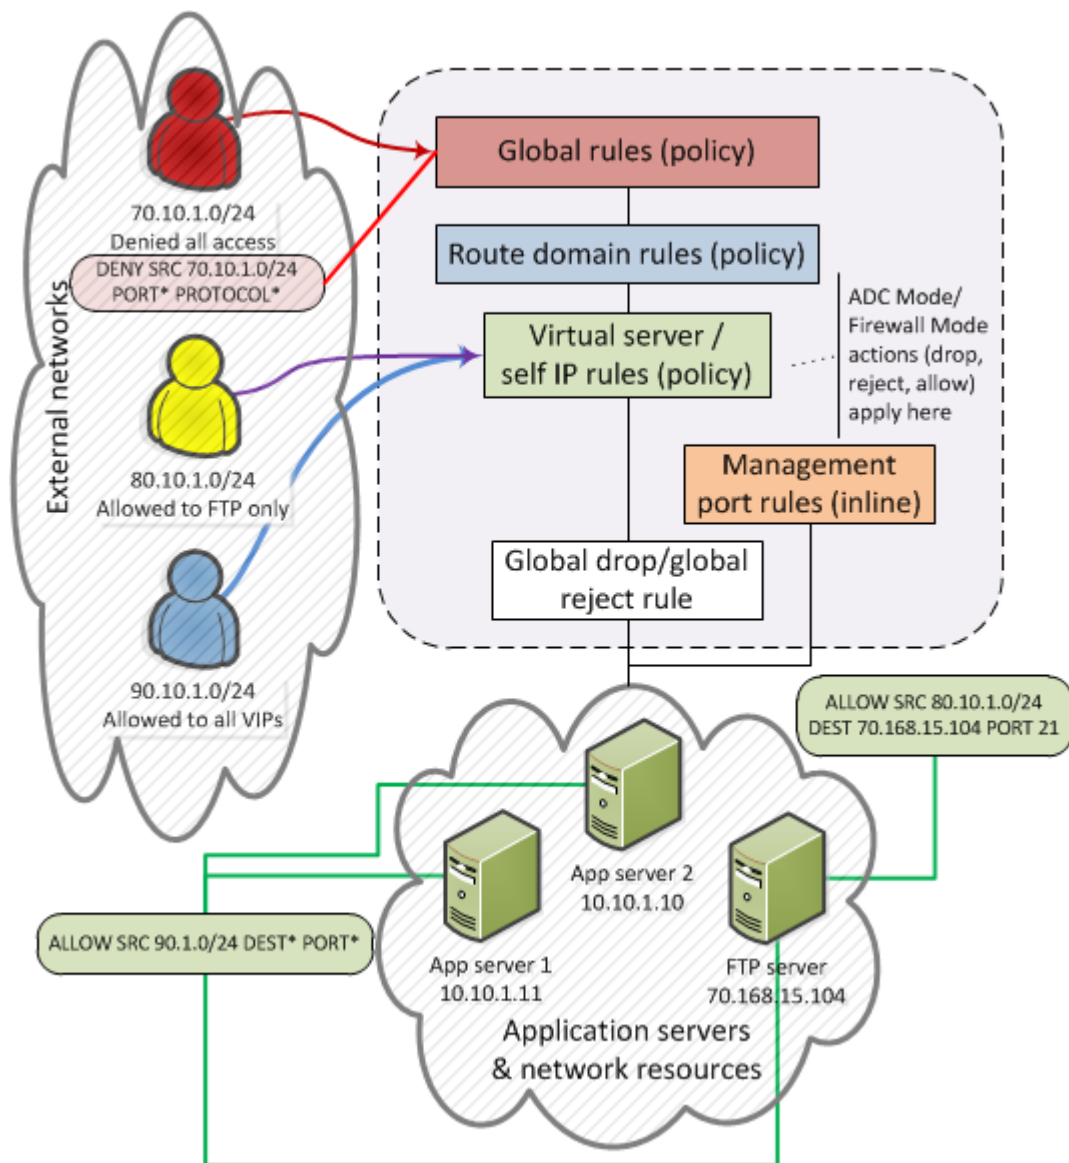 External networks
70.10.1.0/24
Denied all access
DENY SRC 70.10.1.0/24
PORT* PROTOCOL*
80.10.1.0/24
Allowed to FTP only
90.10.1.0/24
Allowed to all VIPs
Global rules (policy)
Route domain rules (policy)
Virtual server /
self IP rules (policy)
ADC Mode/
Firewall Mode
actions (drop,
reject, allow)
apply here
Management
port rules (inline)
Global drop/global
reject rule
ALLOW SRC 80.10.1.0/24
DEST 70.168.15.104 PORT 21
App server 2
10.10.1.10
ALLOW SRC 90.1.0/24 DEST* PORT*
App server 1
10.10.1.11
FTP server
70.168.15.104
Application servers
& network resources